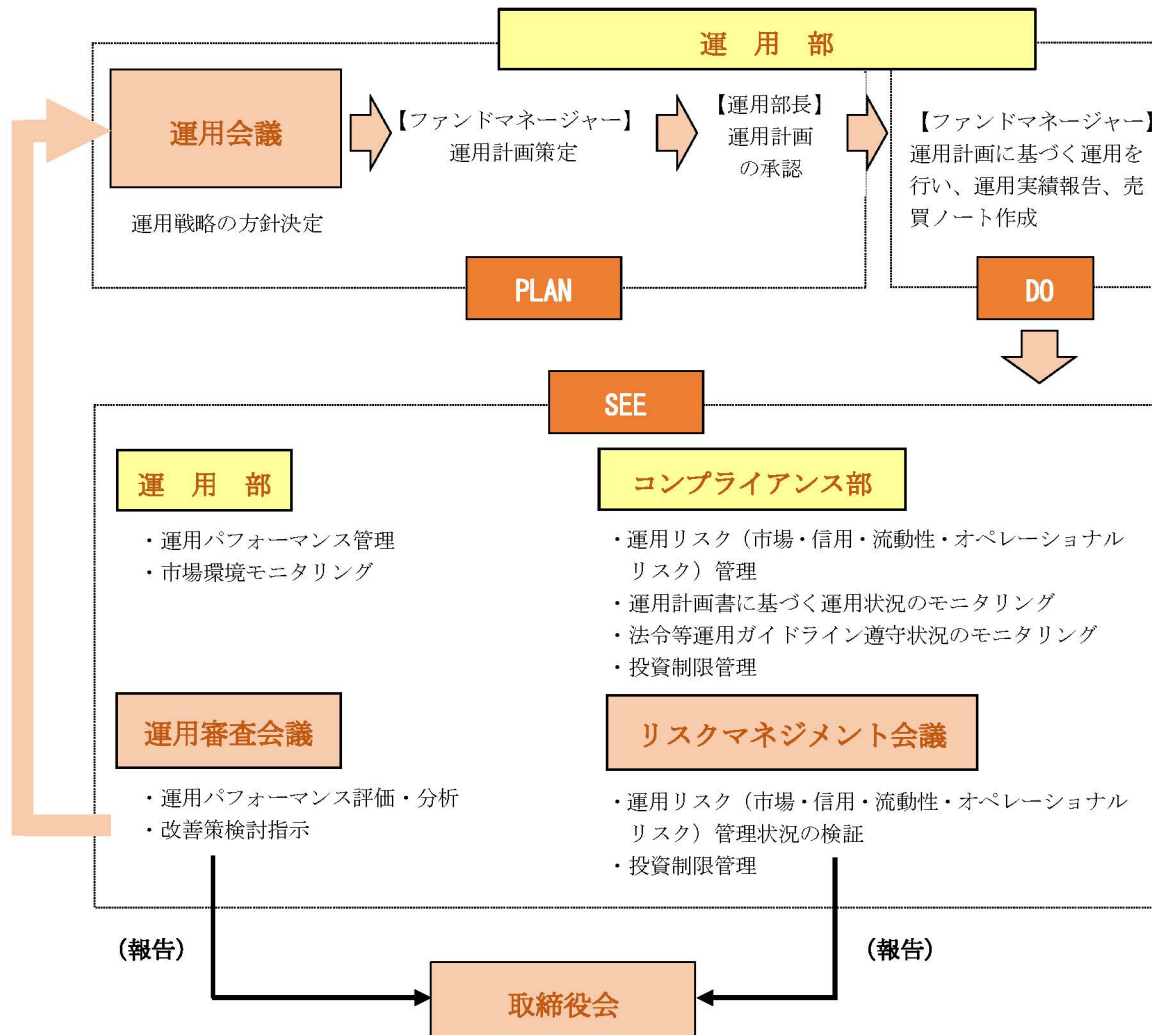 運　用　部
運用会議
運用戦略の方針決定
【ファンドマネージャー】
運用計画策定
【運用部長】
運用計画
の承認
【ファンドマネージャー】
運用計画に基づく運用を
行い、運用実績報告、売
買ノート作成
PLAN
DO
SEE
運　用　部
・運用パフォーマンス管理
・市場環境モニタリング
コンプライアンス部
・運用リスク（市場・信用・流動性・オペレーショナル
リスク）管理
・運用計画書に基づく運用状況のモニタリング
・法令等運用ガイドライン遵守状況のモニタリング
・投資制限管理
運用審査会議
・運用パフォーマンス評価・分析
・改善策検討指示
リスクマネジメント会議
・運用リスク（市場・信用・流動性・オペレーショナル
リスク）管理状況の検証
・投資制限管理
（報告）
（報告）
取締役会